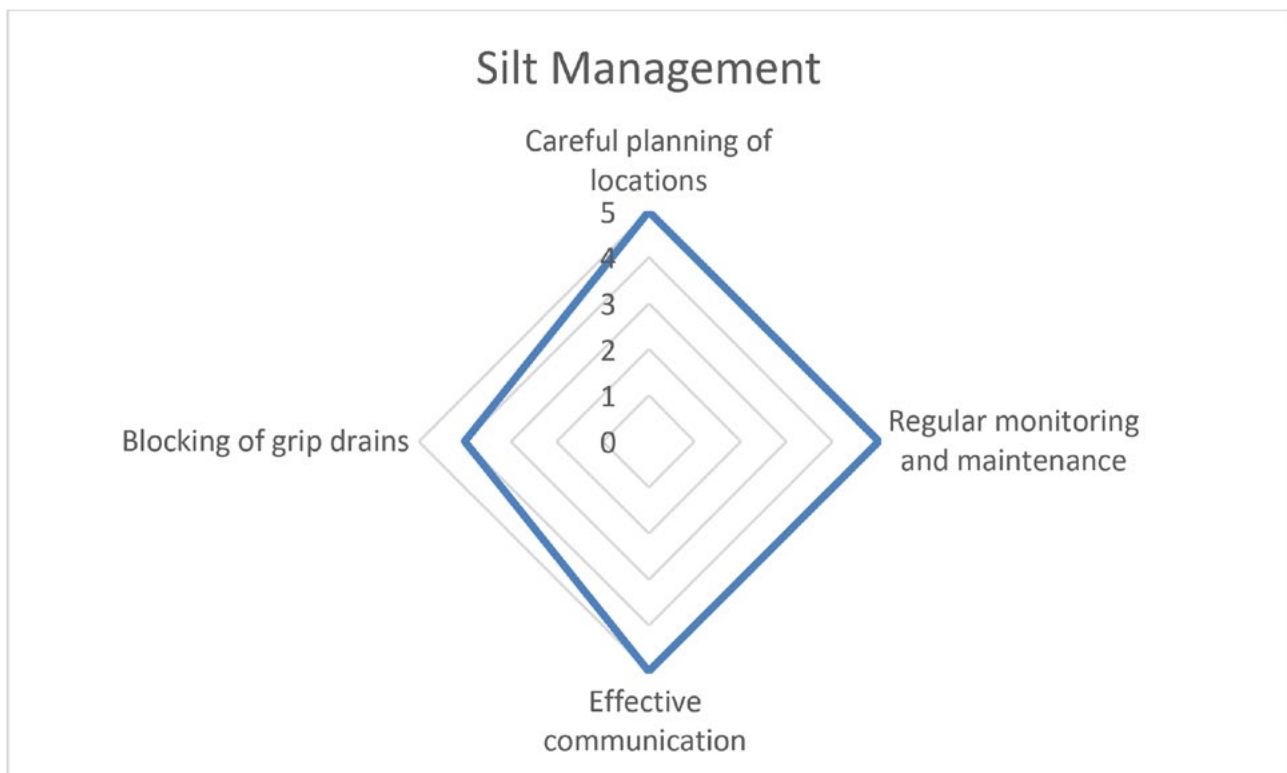 Silt Management
Careful planning of
locations
5
4
3
2
1
0
Regular monitoring
and maintenance
Blocking of grip drains
Effective
communication